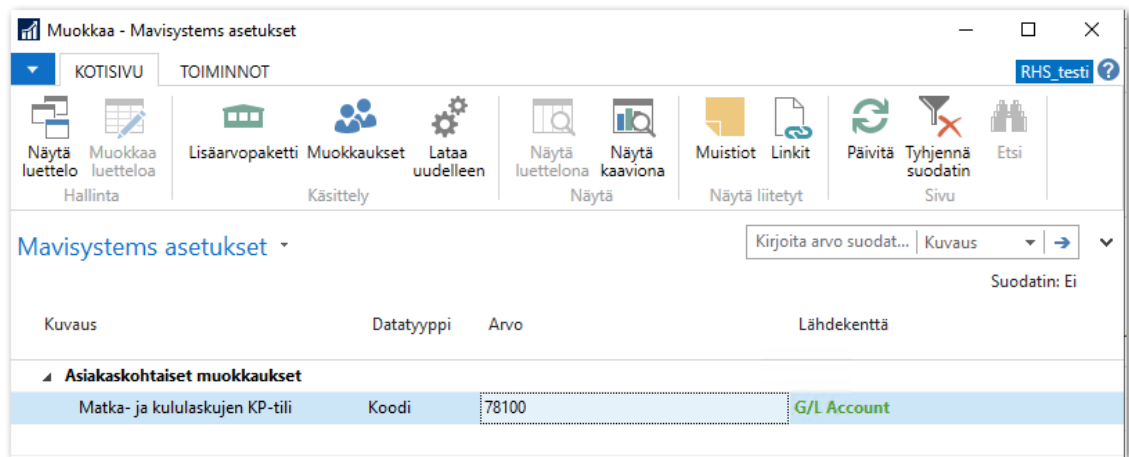 Muokkaa - Mavisystems asetukset
KOTISIVU TOIMINNOT RHS_testi ?
Näytä luettelo
Muokkaa luetteloa
Lisäarvopaketti
Muokkaukset
Lataa uudelleen
Näytä luettelona
Näytä kaaviona
Muistiot
Linkit
Päivitä
Tyhjennä suodatin
Etsi
Hallinta Käsittely Näytä Näytä liitetyt Sivu
Mavisystems asetukset Kirjoita arvo suodat... Kuvaus
Suodatin: Ei
Kuvaus Datatyyppi Arvo Lähdekenttä
Asiakaskohtaiset muokkaukset
Matka- ja kululaskujen KP-tili Koodi 78100 G/L Account